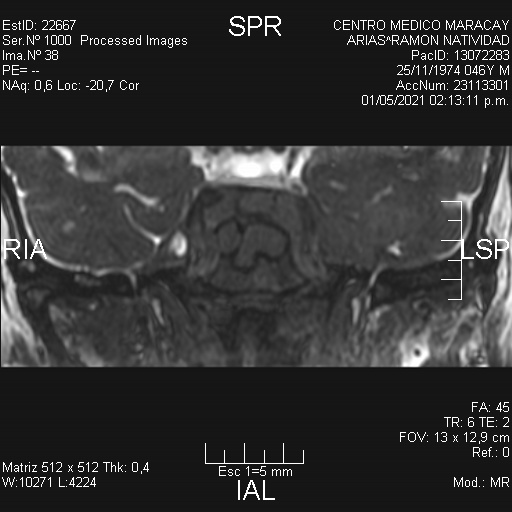 EstID: 22667
Ser.Nº 1000 Processed Images
Ima.Nº 38
PE= --
NAq: 0,6 Loc: -20,7 Cor
SPR
CENTRO MEDICO MARACAY
ARIAS^RAMON NATIVIDAD
PacID: 13072283
25/11/1974 046Y M
AccNum: 23113301
01/05/2021 02:13:11 p.m.
RIA
LSP
FA: 45
TR: 6 TE: 2
FOV: 13 x 12,9 cm
Ref.: 0
Mod.: MR
Matriz 512 x 512 Thk: 0,4
W:10271 L:4224
Esc 1=5 mm
IAL